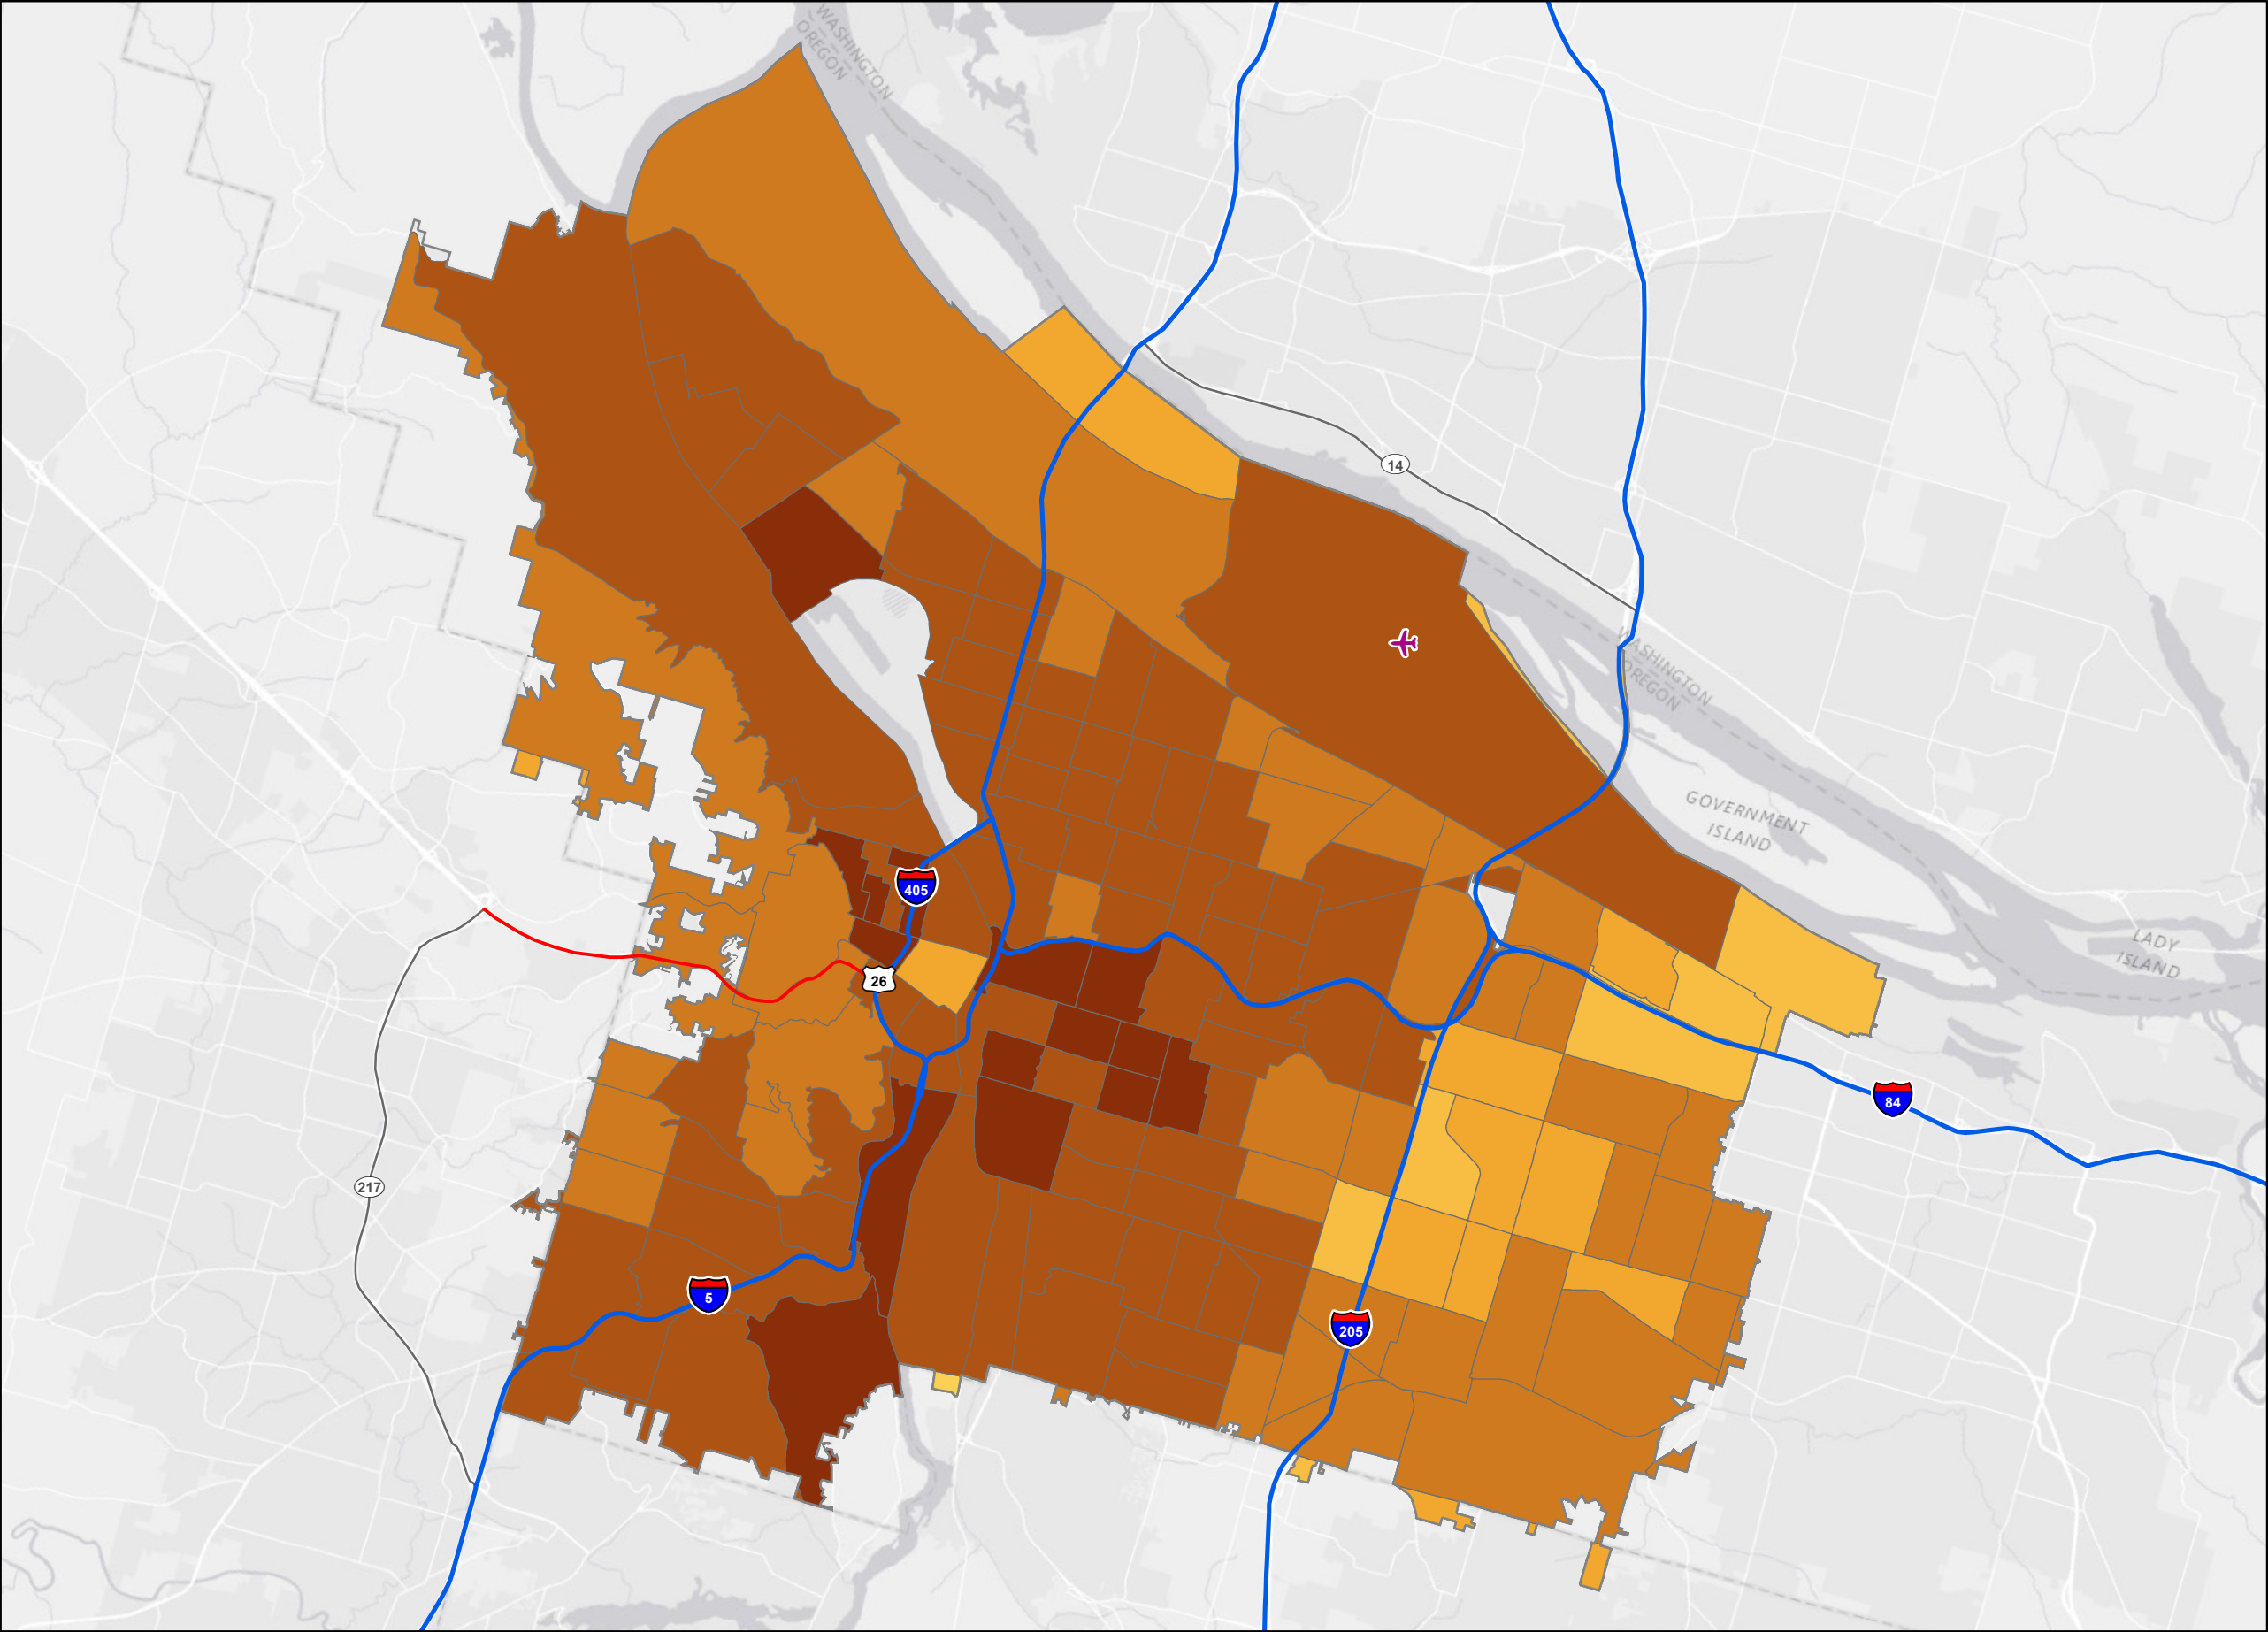 WASHINGTON
OREGON
14
WASHINGTON
OREGON
GOVERNMENT
ISLAND
405
LADY
ISLAND
26
84
217
5
205